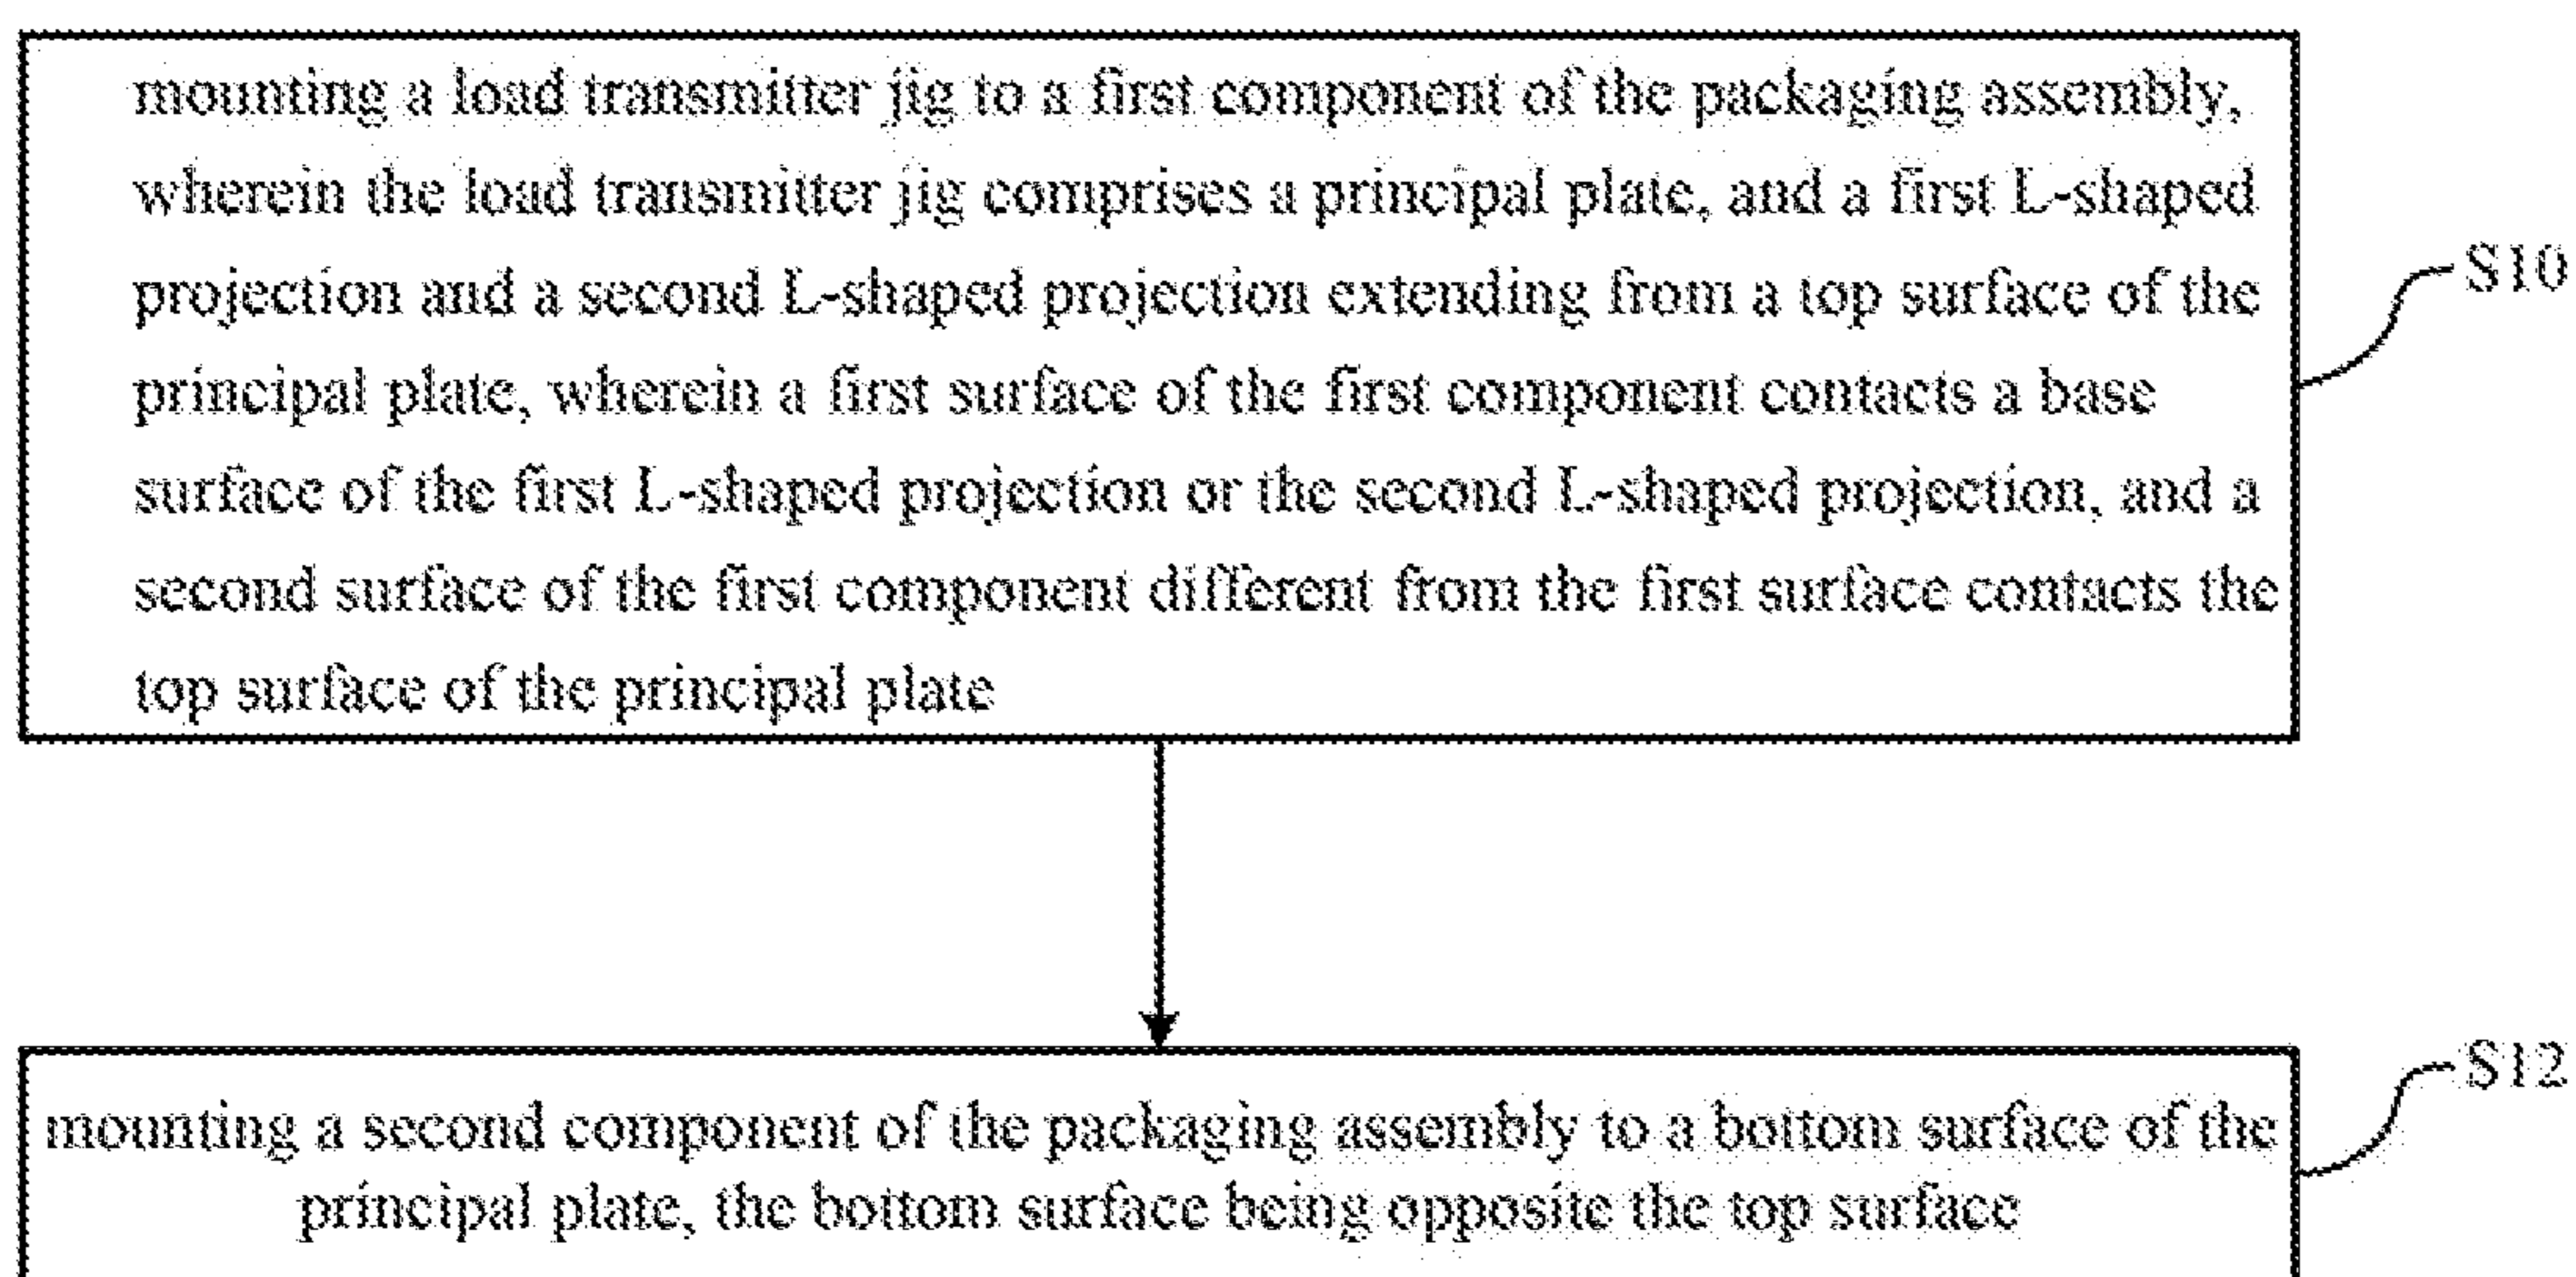 mounting a load transmitter jig to a first component of the packaging assembly,
wherein the load transmitter jig comprises a principal plate, and a first L-shaped
projection and a second L-shaped projection extending from a top surface of the
principal plate, wherein a first surface of the first component contacts a base
surface of the first L-shaped projection or the second L-shaped projection, and a
second surface of the first component different from the first surface contacts the
top surface of the principal plate
S10
mounting a second component of the packaging assembly to a bottom surface of the
principal plate, the bottom surface being opposite the top surface
S12